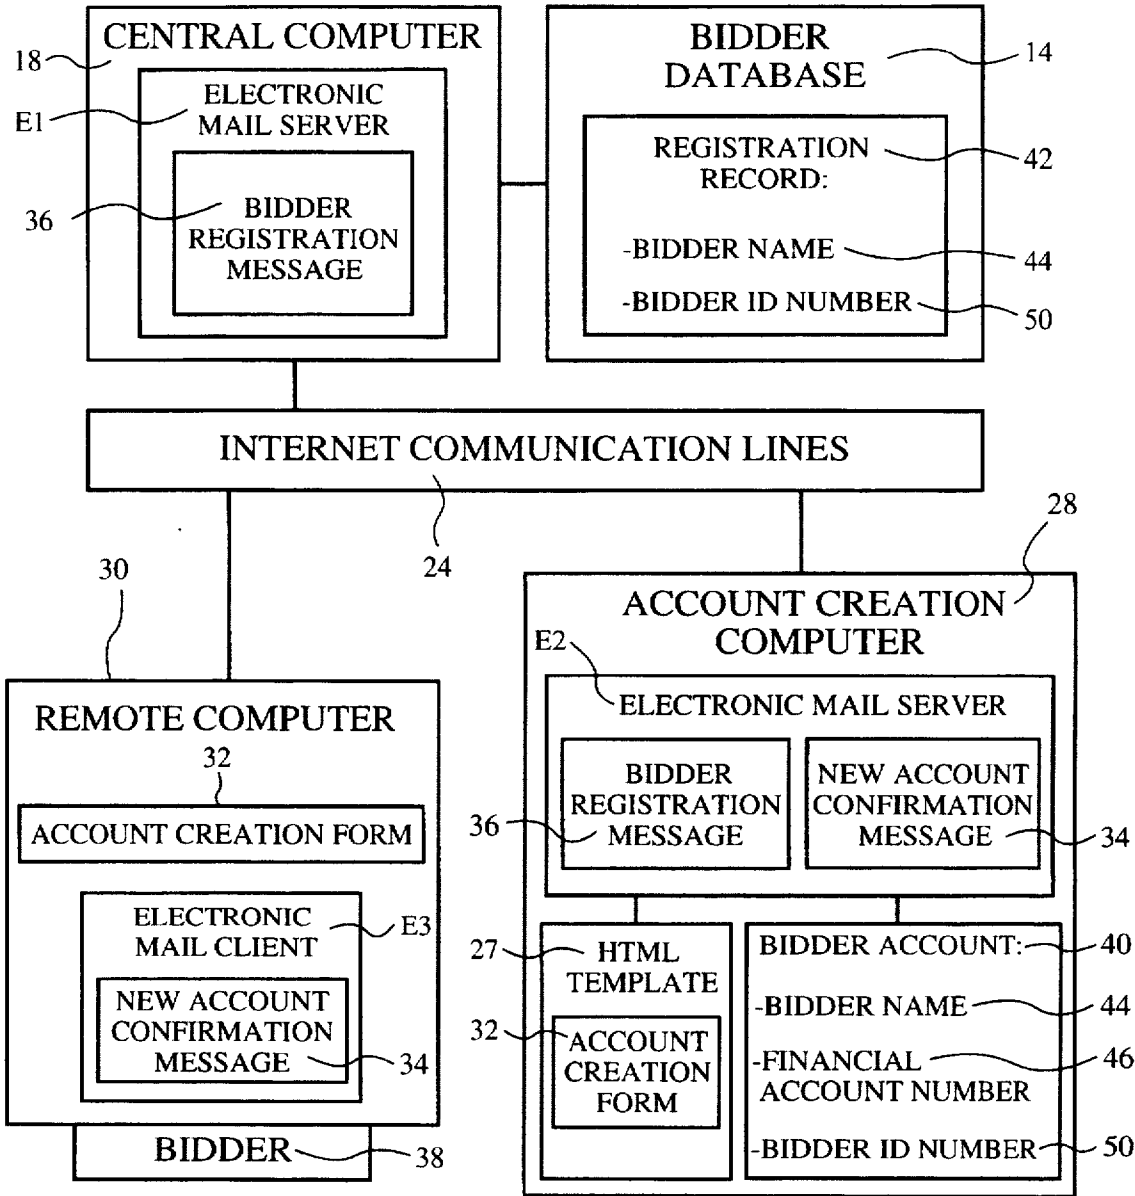 CENTRAL COMPUTER
18
ELECTRONIC
MAIL SERVER
E1
36
BIDDER
REGISTRATION
MESSAGE
BIDDER
DATABASE
14
REGISTRATION
RECORD:
42
-BIDDER NAME
44
-BIDDER ID NUMBER
50
INTERNET COMMUNICATION LINES
24
30
REMOTE COMPUTER
32
ACCOUNT CREATION FORM
ELECTRONIC
MAIL CLIENT
E3
NEW ACCOUNT
CONFIRMATION
MESSAGE
34
BIDDER
38
28
ACCOUNT CREATION
COMPUTER
E2
ELECTRONIC MAIL SERVER
BIDDER
REGISTRATION
MESSAGE
36
NEW ACCOUNT
CONFIRMATION
MESSAGE
34
27
HTML
TEMPLATE
32
ACCOUNT
CREATION
FORM
BIDDER ACCOUNT:
40
-BIDDER NAME
44
-FINANCIAL
ACCOUNT NUMBER
46
-BIDDER ID NUMBER
50